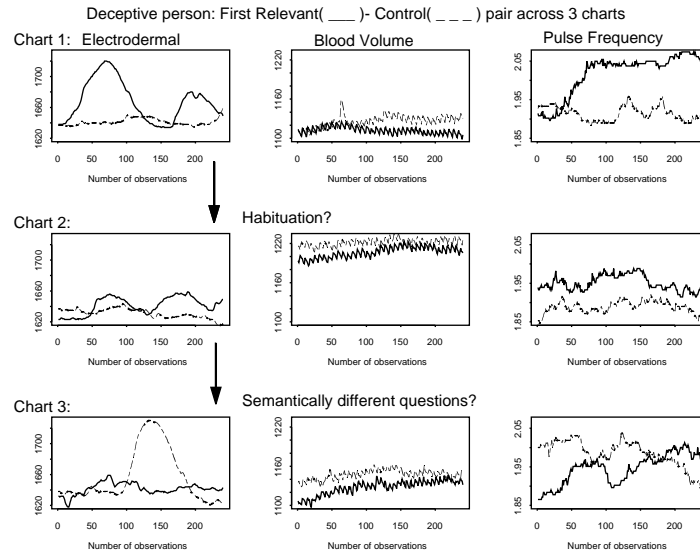 Deceptive person: First Relevant( ___ )- Control( _ _ _ ) pair across 3 charts
Chart 1: Electrodermal Blood Volume Pulse Frequency
1620 1660 1700
1100 1160 1220
1.85 1.95 2.05
0 50 100 150 200
0 50 100 150 200
0 50 100 150 200
Number of observations Number of observations Number of observations
Chart 2: Habituation?
1620 1660 1700
1100 1160 1220
1.85 1.95 2.05
0 50 100 150 200
0 50 100 150 200
0 50 100 150 200
Number of observations Number of observations Number of observations
Chart 3: Semantically different questions?
1620 1660 1700
1100 1160 1220
1.85 1.95 2.05
0 50 100 150 200
0 50 100 150 200
0 50 100 150 200
Number of observations Number of observations Number of observations